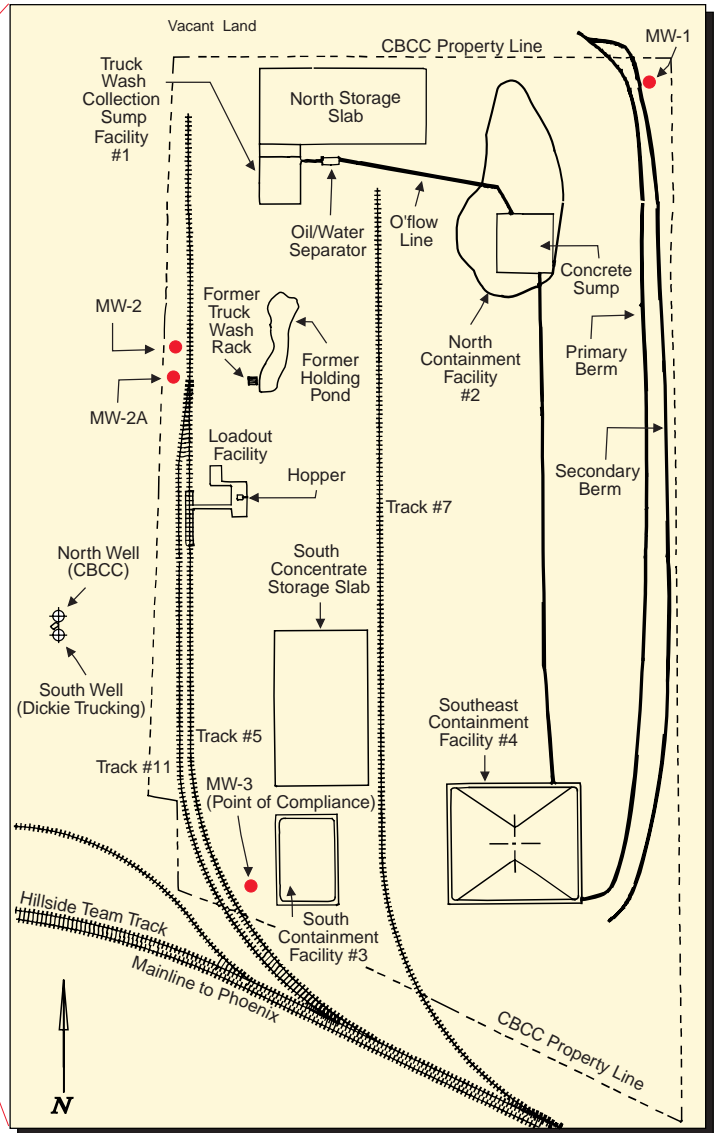 Vacant Land
CBCC Property Line
MW-1
Truck
Wash
Collection
Sump
Facility
#1
North Storage
Slab
Oil/Water
Separator
O'flow
Line
Concrete
Sump
MW-2
Former
Truck
Wash
Rack
Former
Holding
Pond
North
Containment
Facility
#2
Primary
Berm
MW-2A
Loadout
Facility
Hopper
Secondary
Berm
Track #7
North Well
(CBCC)
South
Concentrate
Storage Slab
South Well
(Dickie Trucking)
Southeast
Containment
Facility #4
Track #5
Track #11
MW-3
(Point of Compliance)
Hillside Team Track
South
Containment
Facility #3
Mainline to Phoenix
CBCC Property Line
N